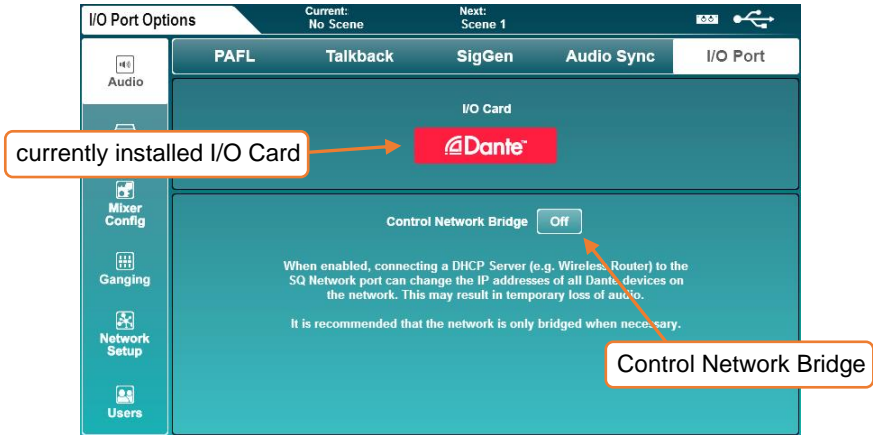 I/O Port Options
Current:
No Scene
Next:
Scene 1
Audio
PAFL
Talkback
SigGen
Audio Sync
I/O Port
I/O Card
Dante™
currently installed I/O Card
Mixer
Config
Control Network Bridge
Off
Ganging
When enabled, connecting a DHCP Server (e.g. Wireless Router) to the
SQ Network port can change the IP addresses of all Dante devices on
the network. This may result in temporary loss of audio.
It is recommended that the network is only bridged when necessary.
Network
Setup
Control Network Bridge
Users